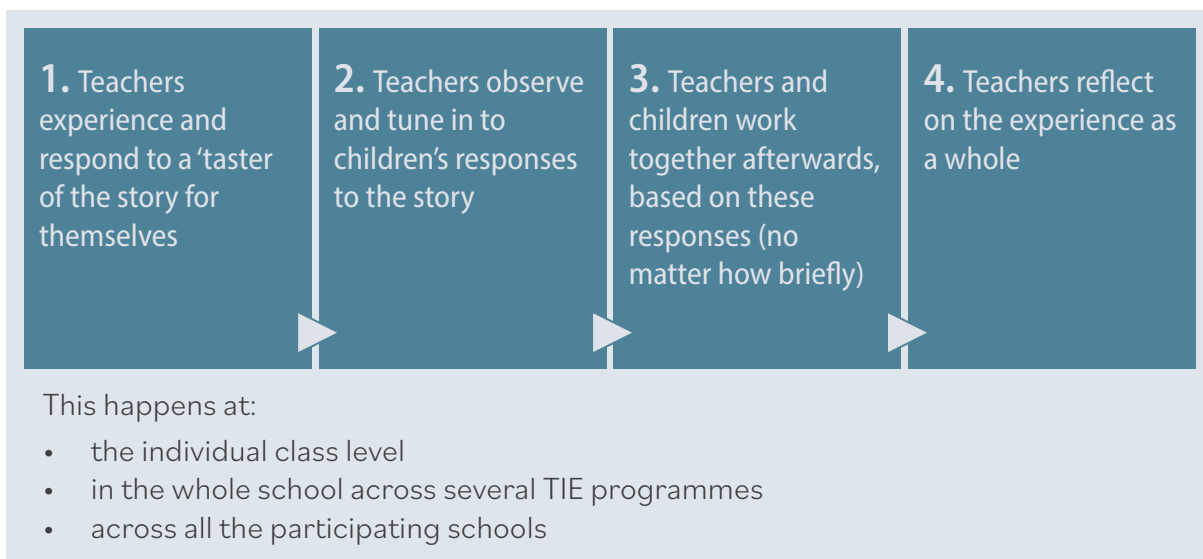 1. Teachers
experience and
respond to a ‘taster
of the story for
themselves
2. Teachers observe
and tune in to
children’s responses
to the story
3. Teachers and
children work
together afterwards,
based on these
responses (no
matter how briefly)
4. Teachers reflect
on the experience as
a whole
This happens at:
• the individual class level
• in the whole school across several TIE programmes
• across all the participating schools